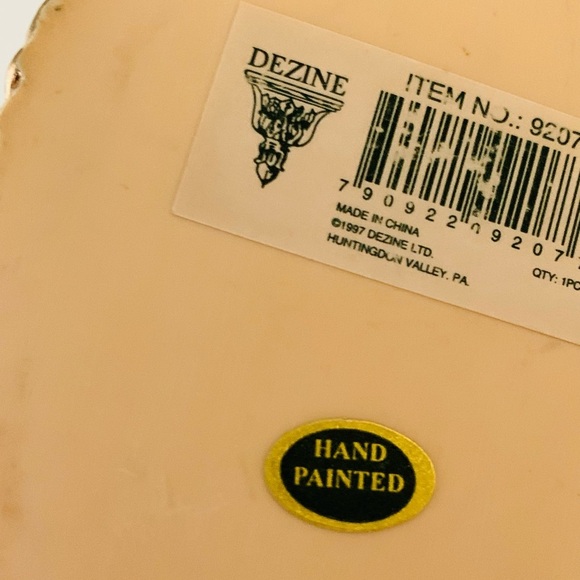 DEZINE
ITEM NO.: 9207
7 90922 09207
MADE IN CHINA
©1997 DEZINE LTD.
HUNTINGDON VALLEY, PA.
QTY: 1PC
HAND
PAINTED